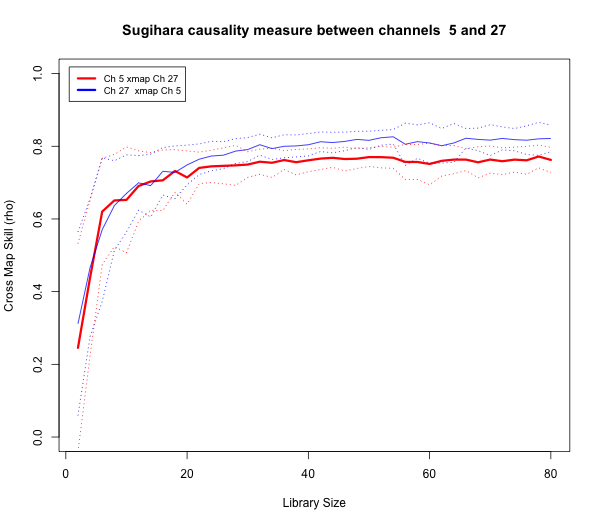 Sugihara causality measure between channels  5 and 27
Ch 5 xmap Ch 27
Ch 27  xmap Ch 5
Cross Map Skill (rho)
1.0
0.8
0.6
0.4
0.2
0.0
0 20 40 60 80
Library Size